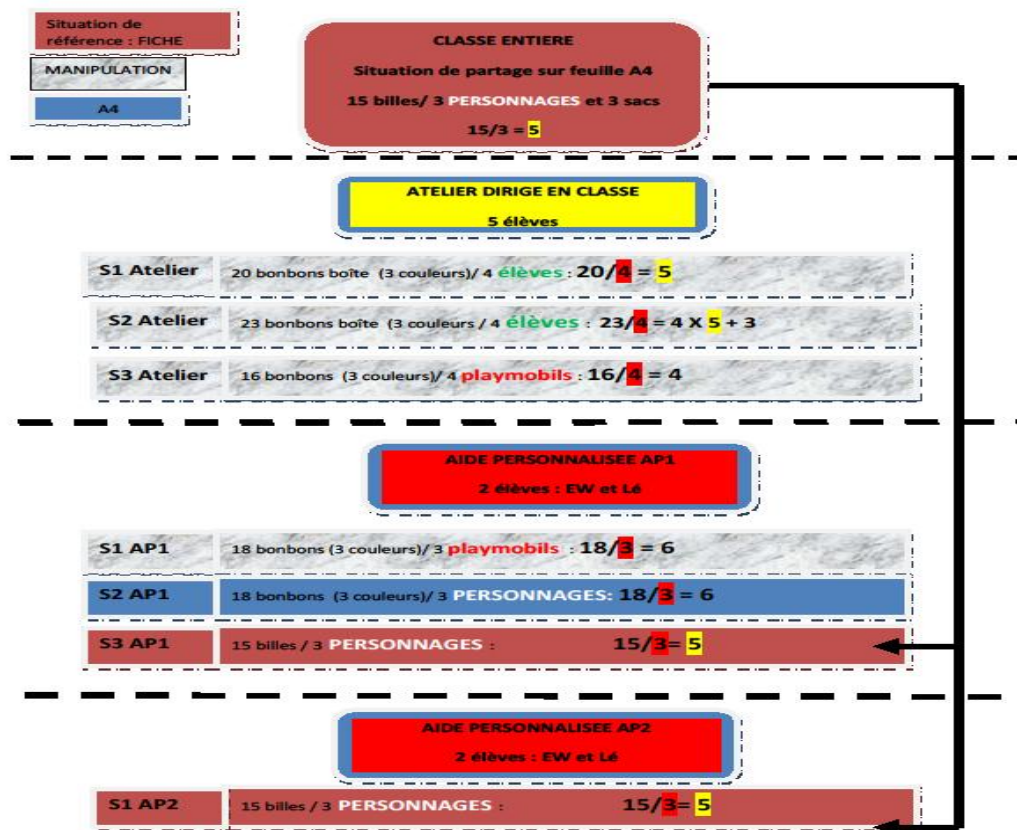 Situation de
référence : FICHE
MANIPULATION
A4
CLASSE ENTIERE
Situation de partage sur feuille A4
15 billes/ 3 PERSONNAGES et 3 sacs
15/3 = 5
ATELIER DIRIGE EN CLASSE
5 élèves
S1 Atelier 20 bonbons boîte (3 couleurs)/ 4 élèves : 20/4 = 5
S2 Atelier 23 bonbons boîte (3 couleurs / 4 élèves : 23/4 = 4 X 5 + 3
S3 Atelier 16 bonbons (3 couleurs)/ 4 playmobils : 16/4 = 4
AIDE PERSONNALISEE AP1
2 élèves : EW et Lé
S1 AP1 18 bonbons (3 couleurs)/ 3 playmobils : 18/3 = 6
S2 AP1 18 bonbons (3 couleurs)/ 3 PERSONNAGES: 18/3 = 6
S3 AP1 15 billes / 3 PERSONNAGES : 15/3= 5
AIDE PERSONNALISEE AP2
2 élèves : EW et Lé
S1 AP2 15 billes / 3 PERSONNAGES : 15/3= 5